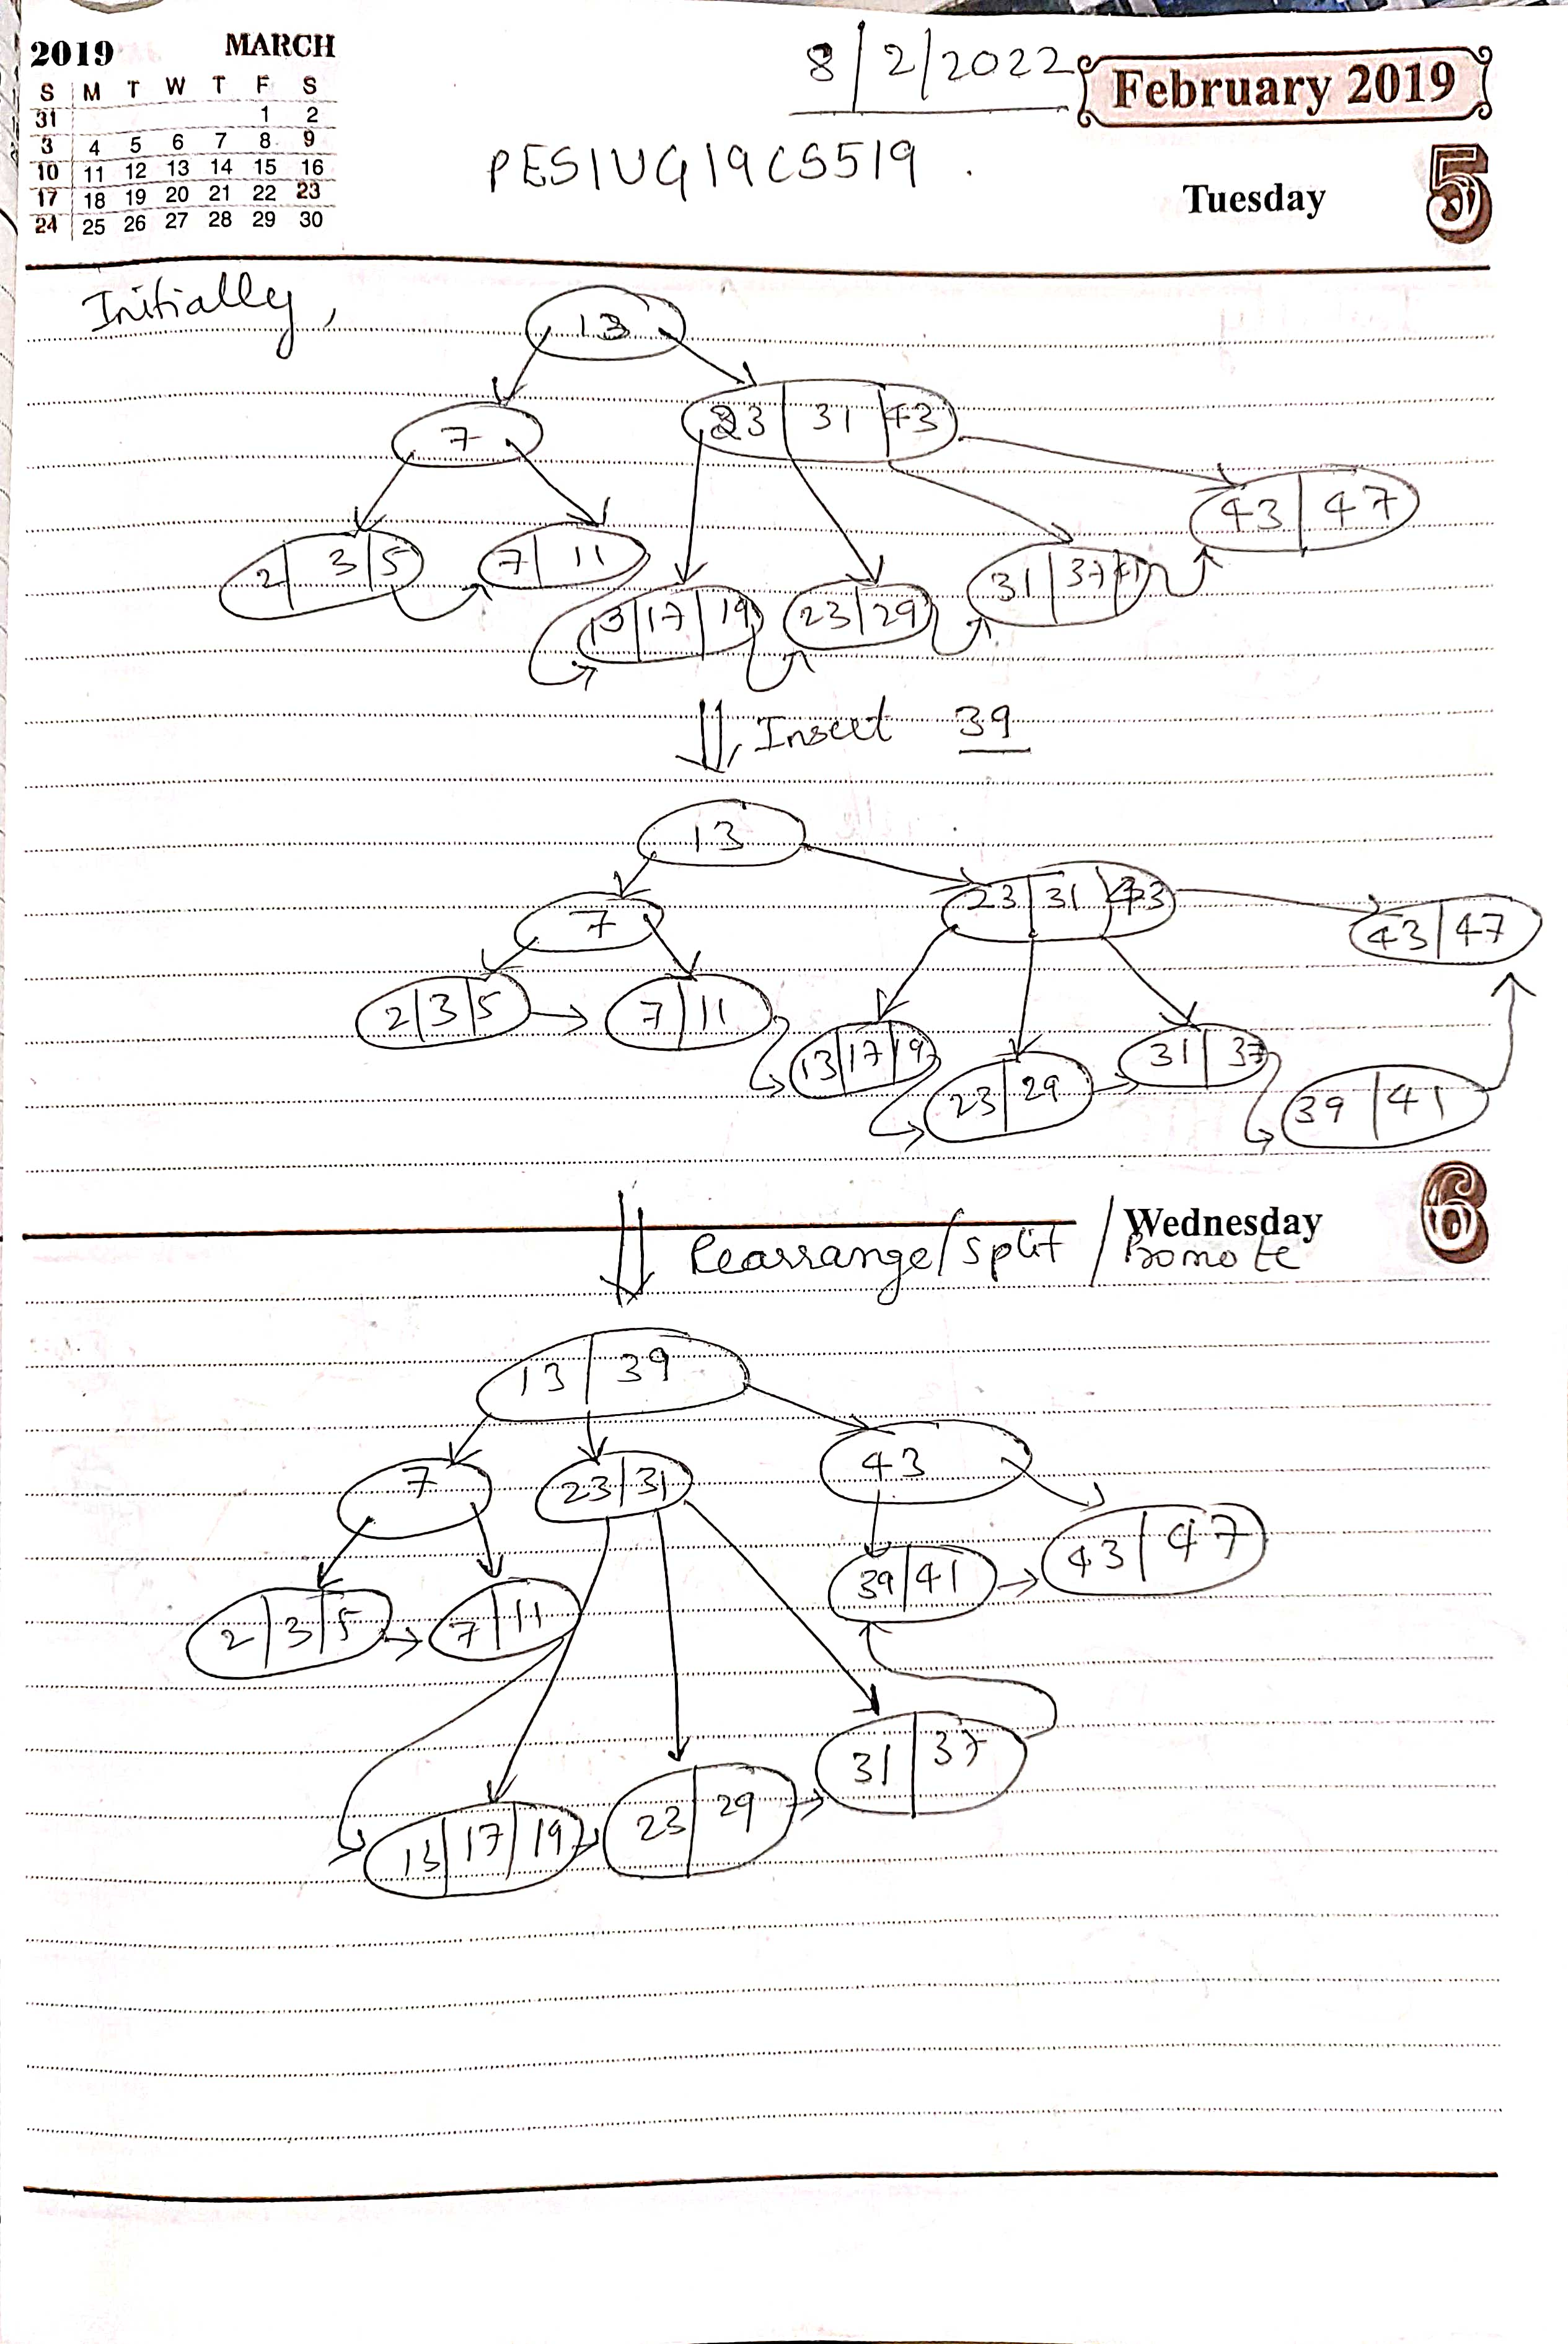 2019 MARCH
S M T W T F S
31 1 2
3 4 5 6 7 8 9
10 11 12 13 14 15 16
17 18 19 20 21 22 23
24 25 26 27 28 29 30
8/2/2022
February 2019
PES1UG19CS519.
Tuesday 5
Initially,
13
7 23 | 31 | 43
43 | 47
2 | 3 | 5 7 | 11 13 | 17 | 19 23 | 29 31 | 37 | 41
Insert 39
13
7 23 | 31 | 43 43 | 47
2 | 3 | 5 7 | 11 13 | 17 | 19 23 | 29 31 | 37 39 | 41
Wednesday 6
Rearrange/Split/Promote
13 | 39
7 23 | 31 43
39 | 41 43 | 47
2 | 3 | 5 7 | 11
13 | 17 | 19 23 | 29 31 | 37